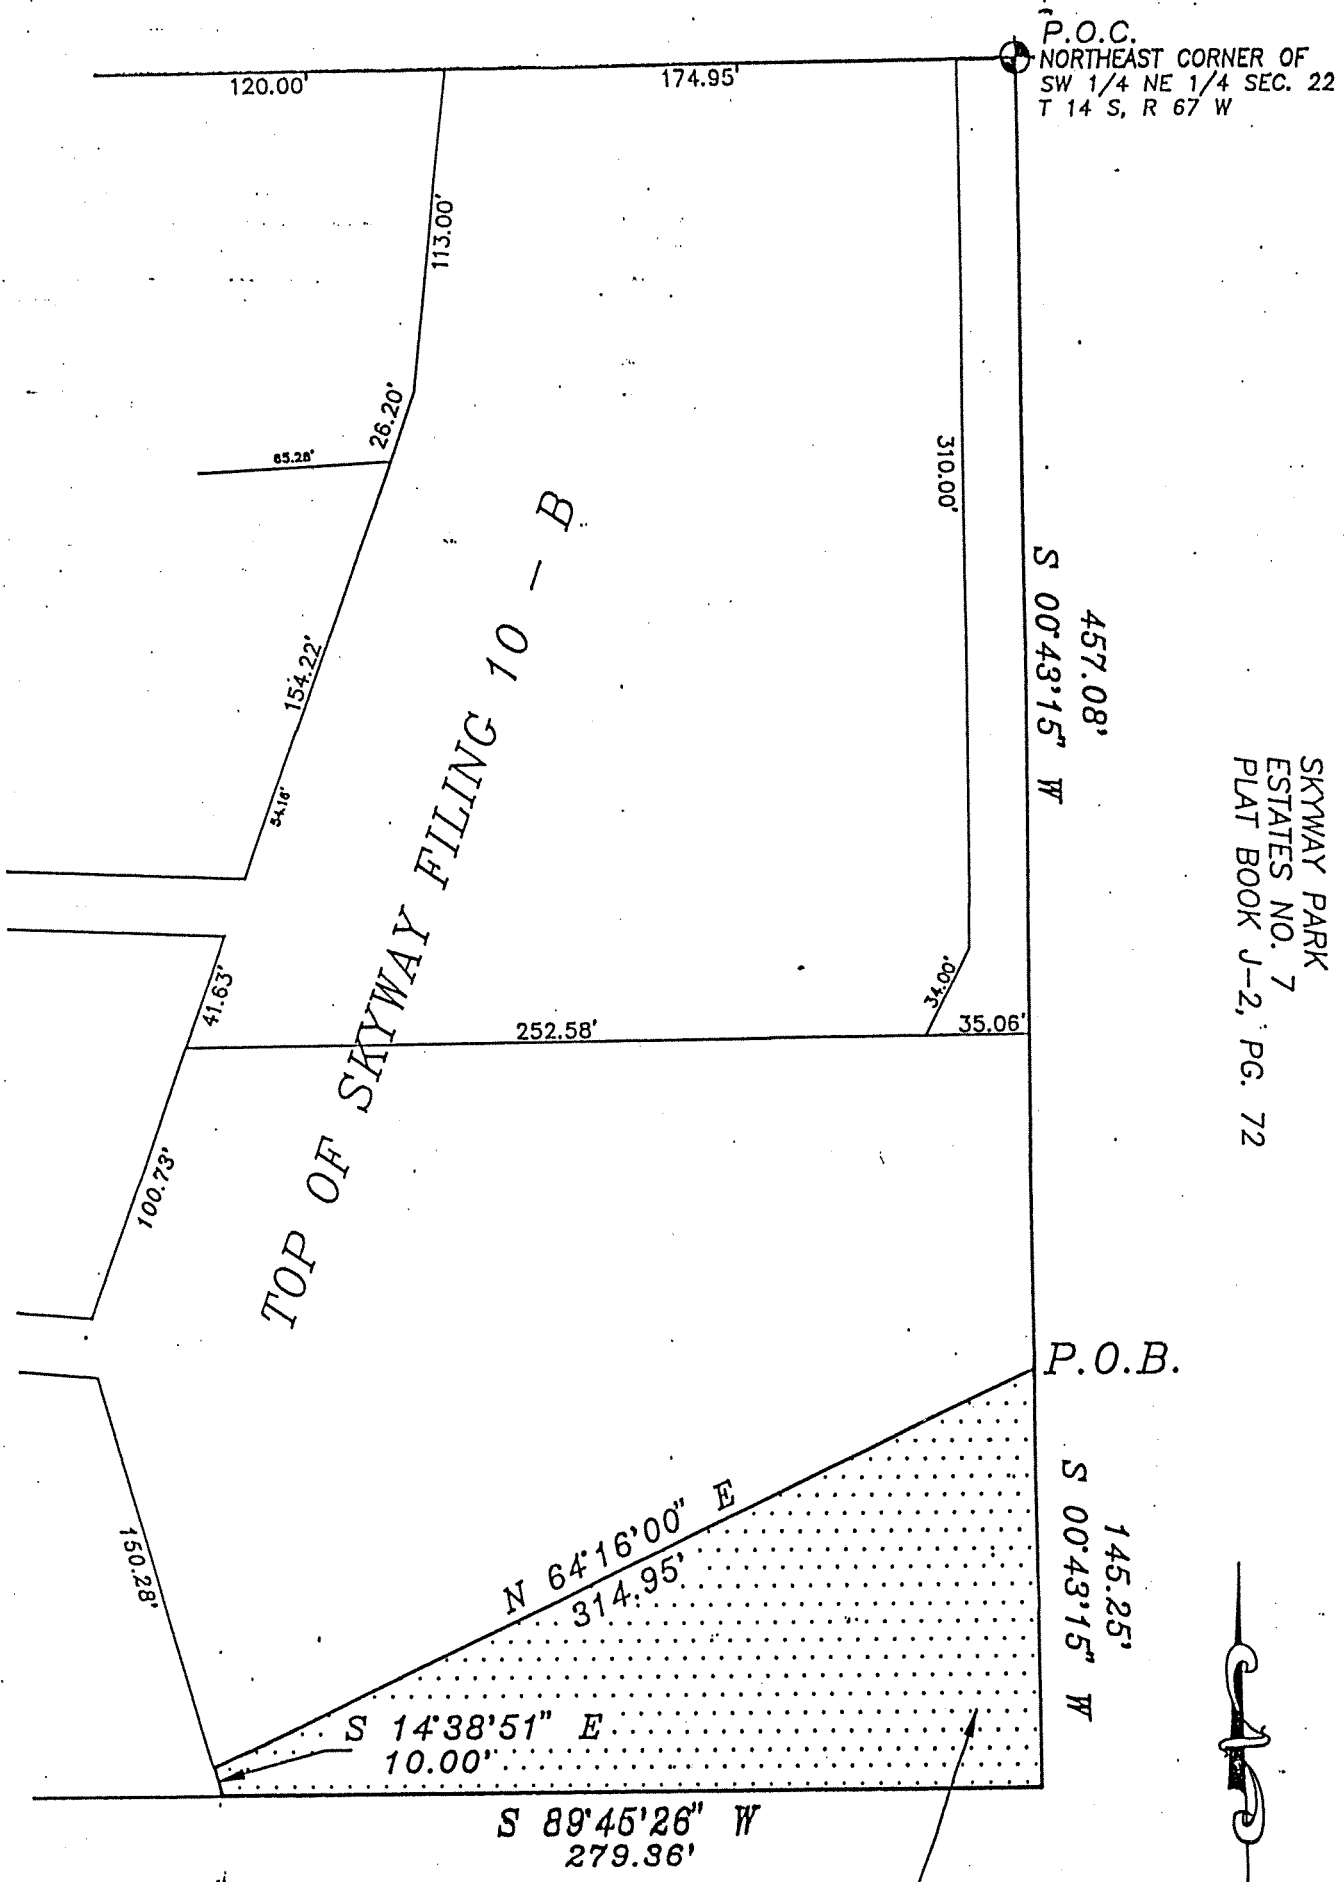 P.O.C.
NORTHEAST CORNER OF
SW 1/4 NE 1/4 SEC. 22
T 14 S, R 67 W
120.00'
174.95'
113.00'
26.20'
65.28'
310.00'
457.08'
S 00°43'15" W
154.22'
54.16'
TOP OF SKYWAY FILING 10 - B
SKYWAY PARK
ESTATES NO. 7
PLAT BOOK J-2, PG. 72
41.63'
34.00'
252.58'
35.06'
100.73'
P.O.B.
150.28'
N 64°16'00" E
314.95'
145.25'
S 00°43'15" W
S 14°38'51" E
10.00'
S 89°45'26" W
279.36'